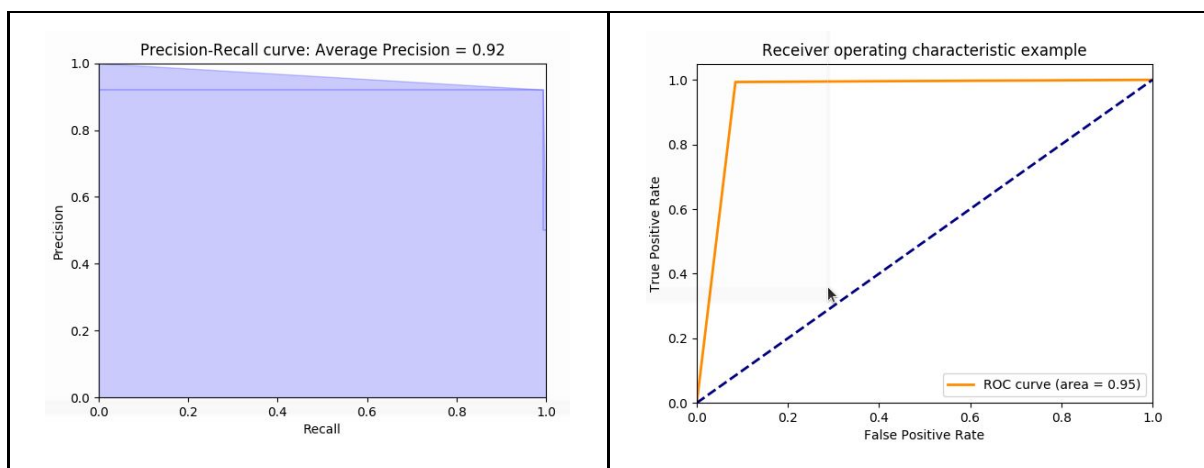 Precision-Recall curve: Average Precision = 0.92
1.0
0.8
0.6
0.4
0.2
0.0
Precision
0.0 0.2 0.4 0.6 0.8 1.0
Recall
Receiver operating characteristic example
1.0
0.8
0.6
0.4
0.2
0.0
True Positive Rate
ROC curve (area = 0.95)
0.0 0.2 0.4 0.6 0.8 1.0
False Positive Rate